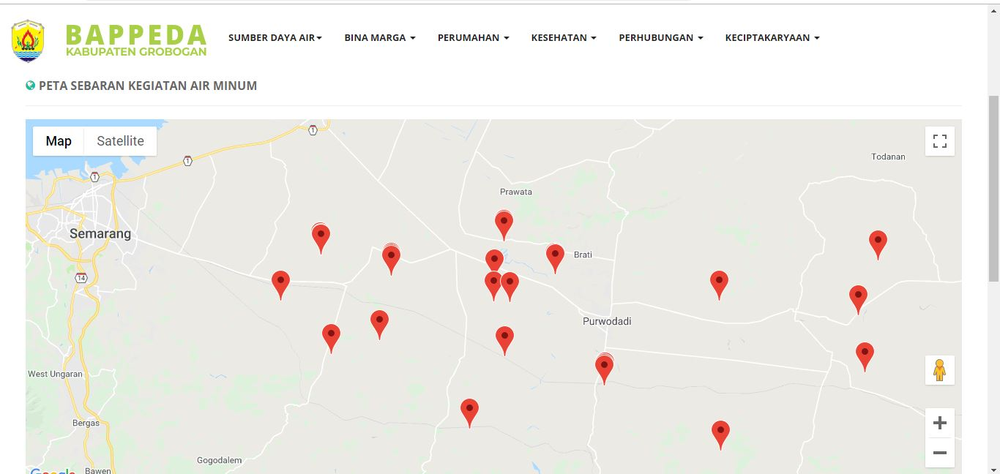 BAPPEDA
KABUPATEN GROBOGAN
SUMBER DAYA AIR
BINA MARGA
PERUMAHAN
KESEHATAN
PERHUBUNGAN
KECIPTAKARYAAN
PETA SEBARAN KEGIATAN AIR MINUM
Map
Satellite
1
1
1
Todanan
Prawata
Semarang
Brati
14
Purwodadi
West Ungaran
Bergas
Gogodalem
Bawen
Google